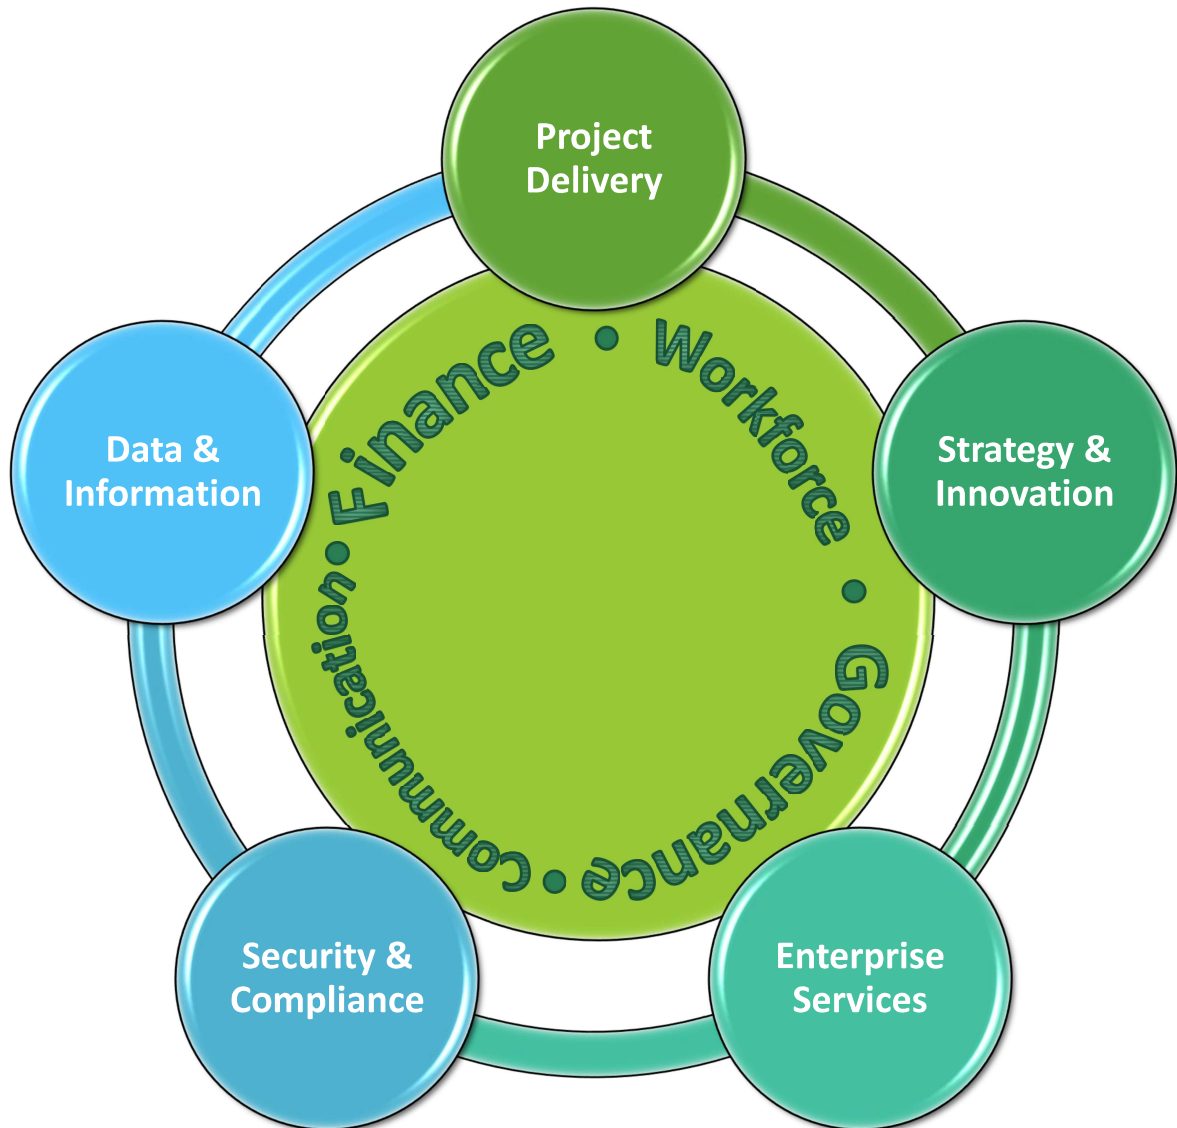 Project
Delivery
Strategy &
Innovation
Enterprise
Services
Security &
Compliance
Data &
Information
Finance • Workforce • Governance • Communication •